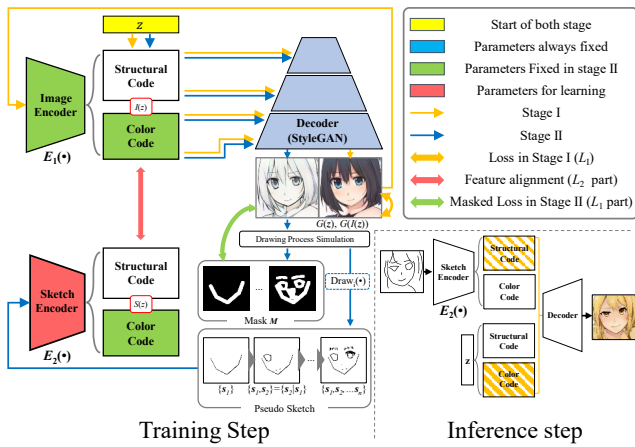 z
Structural
Code
I(z)
Color
Code
Image
Encoder
E₁(•)
Decoder
(StyleGAN)
G(z), G(I(z))
Drawing Process Simulation
Drawᵢ(•)
...
Mask M
Structural
Code
S(z)
Color
Code
Sketch
Encoder
E₂(•)
...
{s₁}
{s₁,s₂}={s₂|s₁}
{s₁,s₂,...sₙ}
Pseudo Sketch
Training Step
Start of both stage
Parameters always fixed
Parameters Fixed in stage II
Parameters for learning
Stage I
Stage II
Loss in Stage I (L₁)
Feature alignment (L₂ part)
Masked Loss in Stage II (L₁ part)
Sketch
Encoder
E₂(•)
Structural
Code
Color
Code
z
Structural
Code
Color
Code
Decoder
Inference step